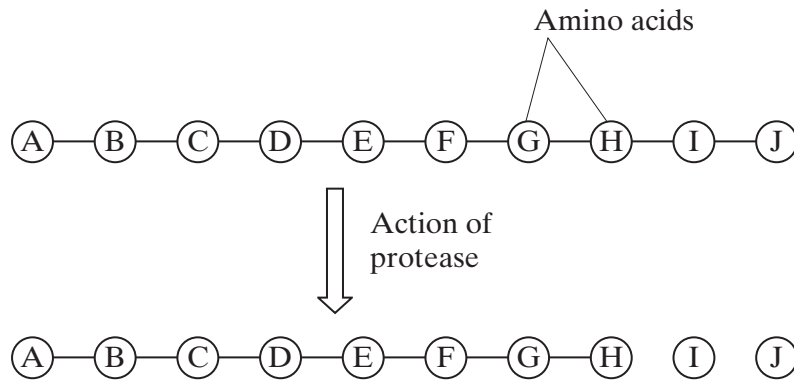 Amino acids
A B C D E F G H I J
Action of
protease
A B C D E F G H I J